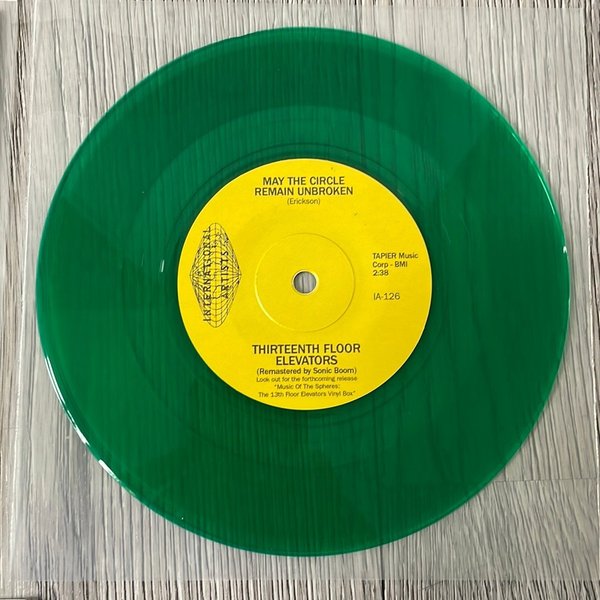 MAY THE CIRCLE
REMAIN UNBROKEN
(Erickson)
INTERNATIONAL
ARTISTS
TAPIER Music
Corp - BMI
2:38
IA-126
THIRTEENTH FLOOR
ELEVATORS
(Remastered by Sonic Boom)
Look out for the forthcoming release
"Music Of The Spheres:
The 13th Floor Elevators Vinyl Box"